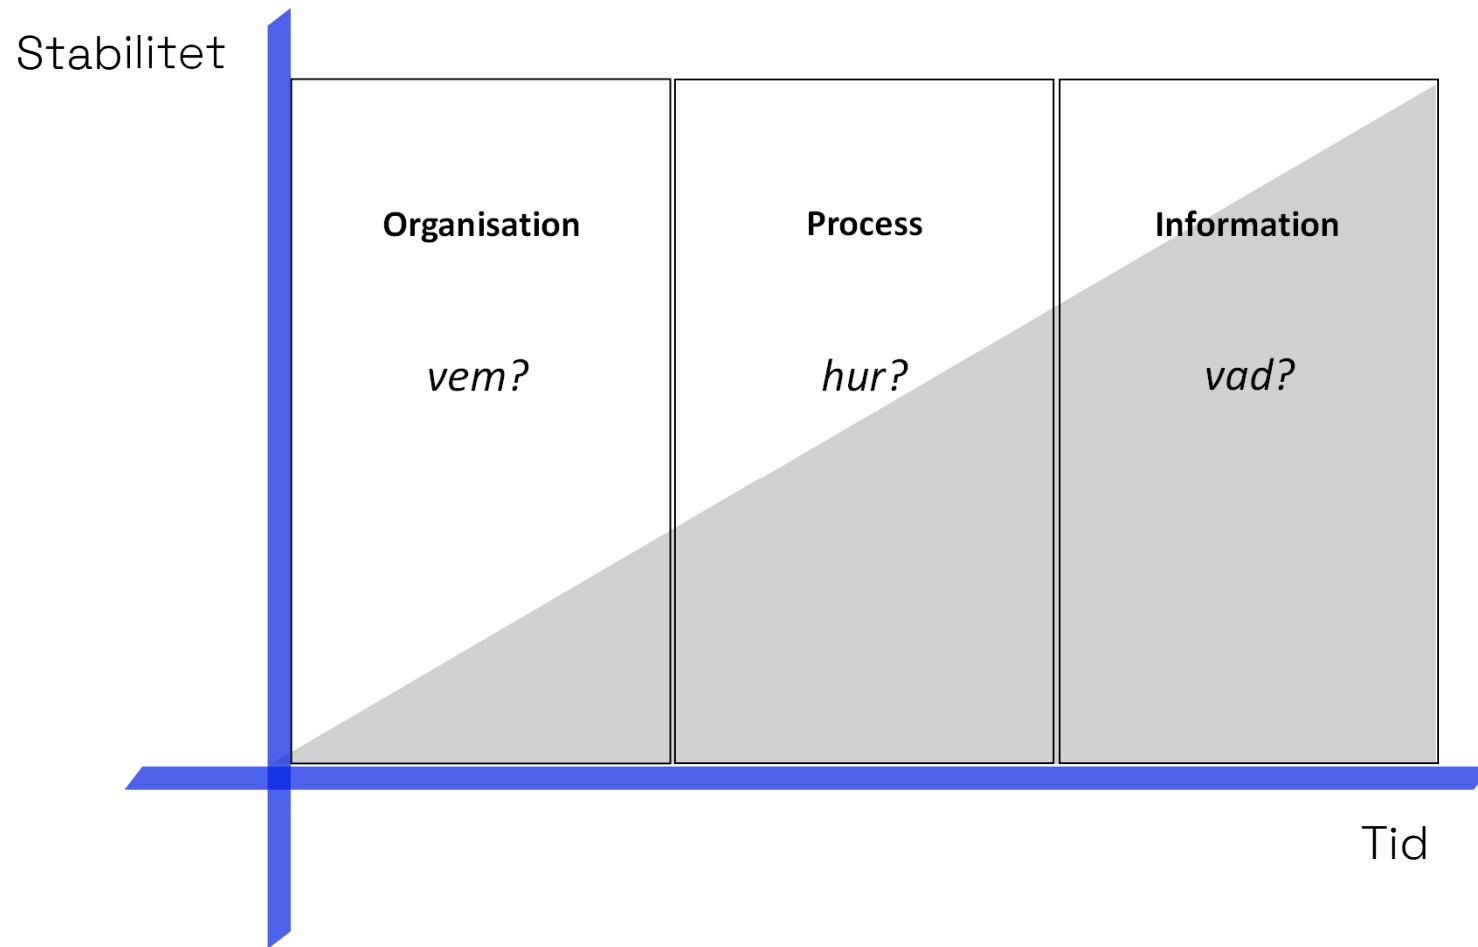 Stabilitet
Organisation
Process
Information
vem?
hur?
vad?
Tid